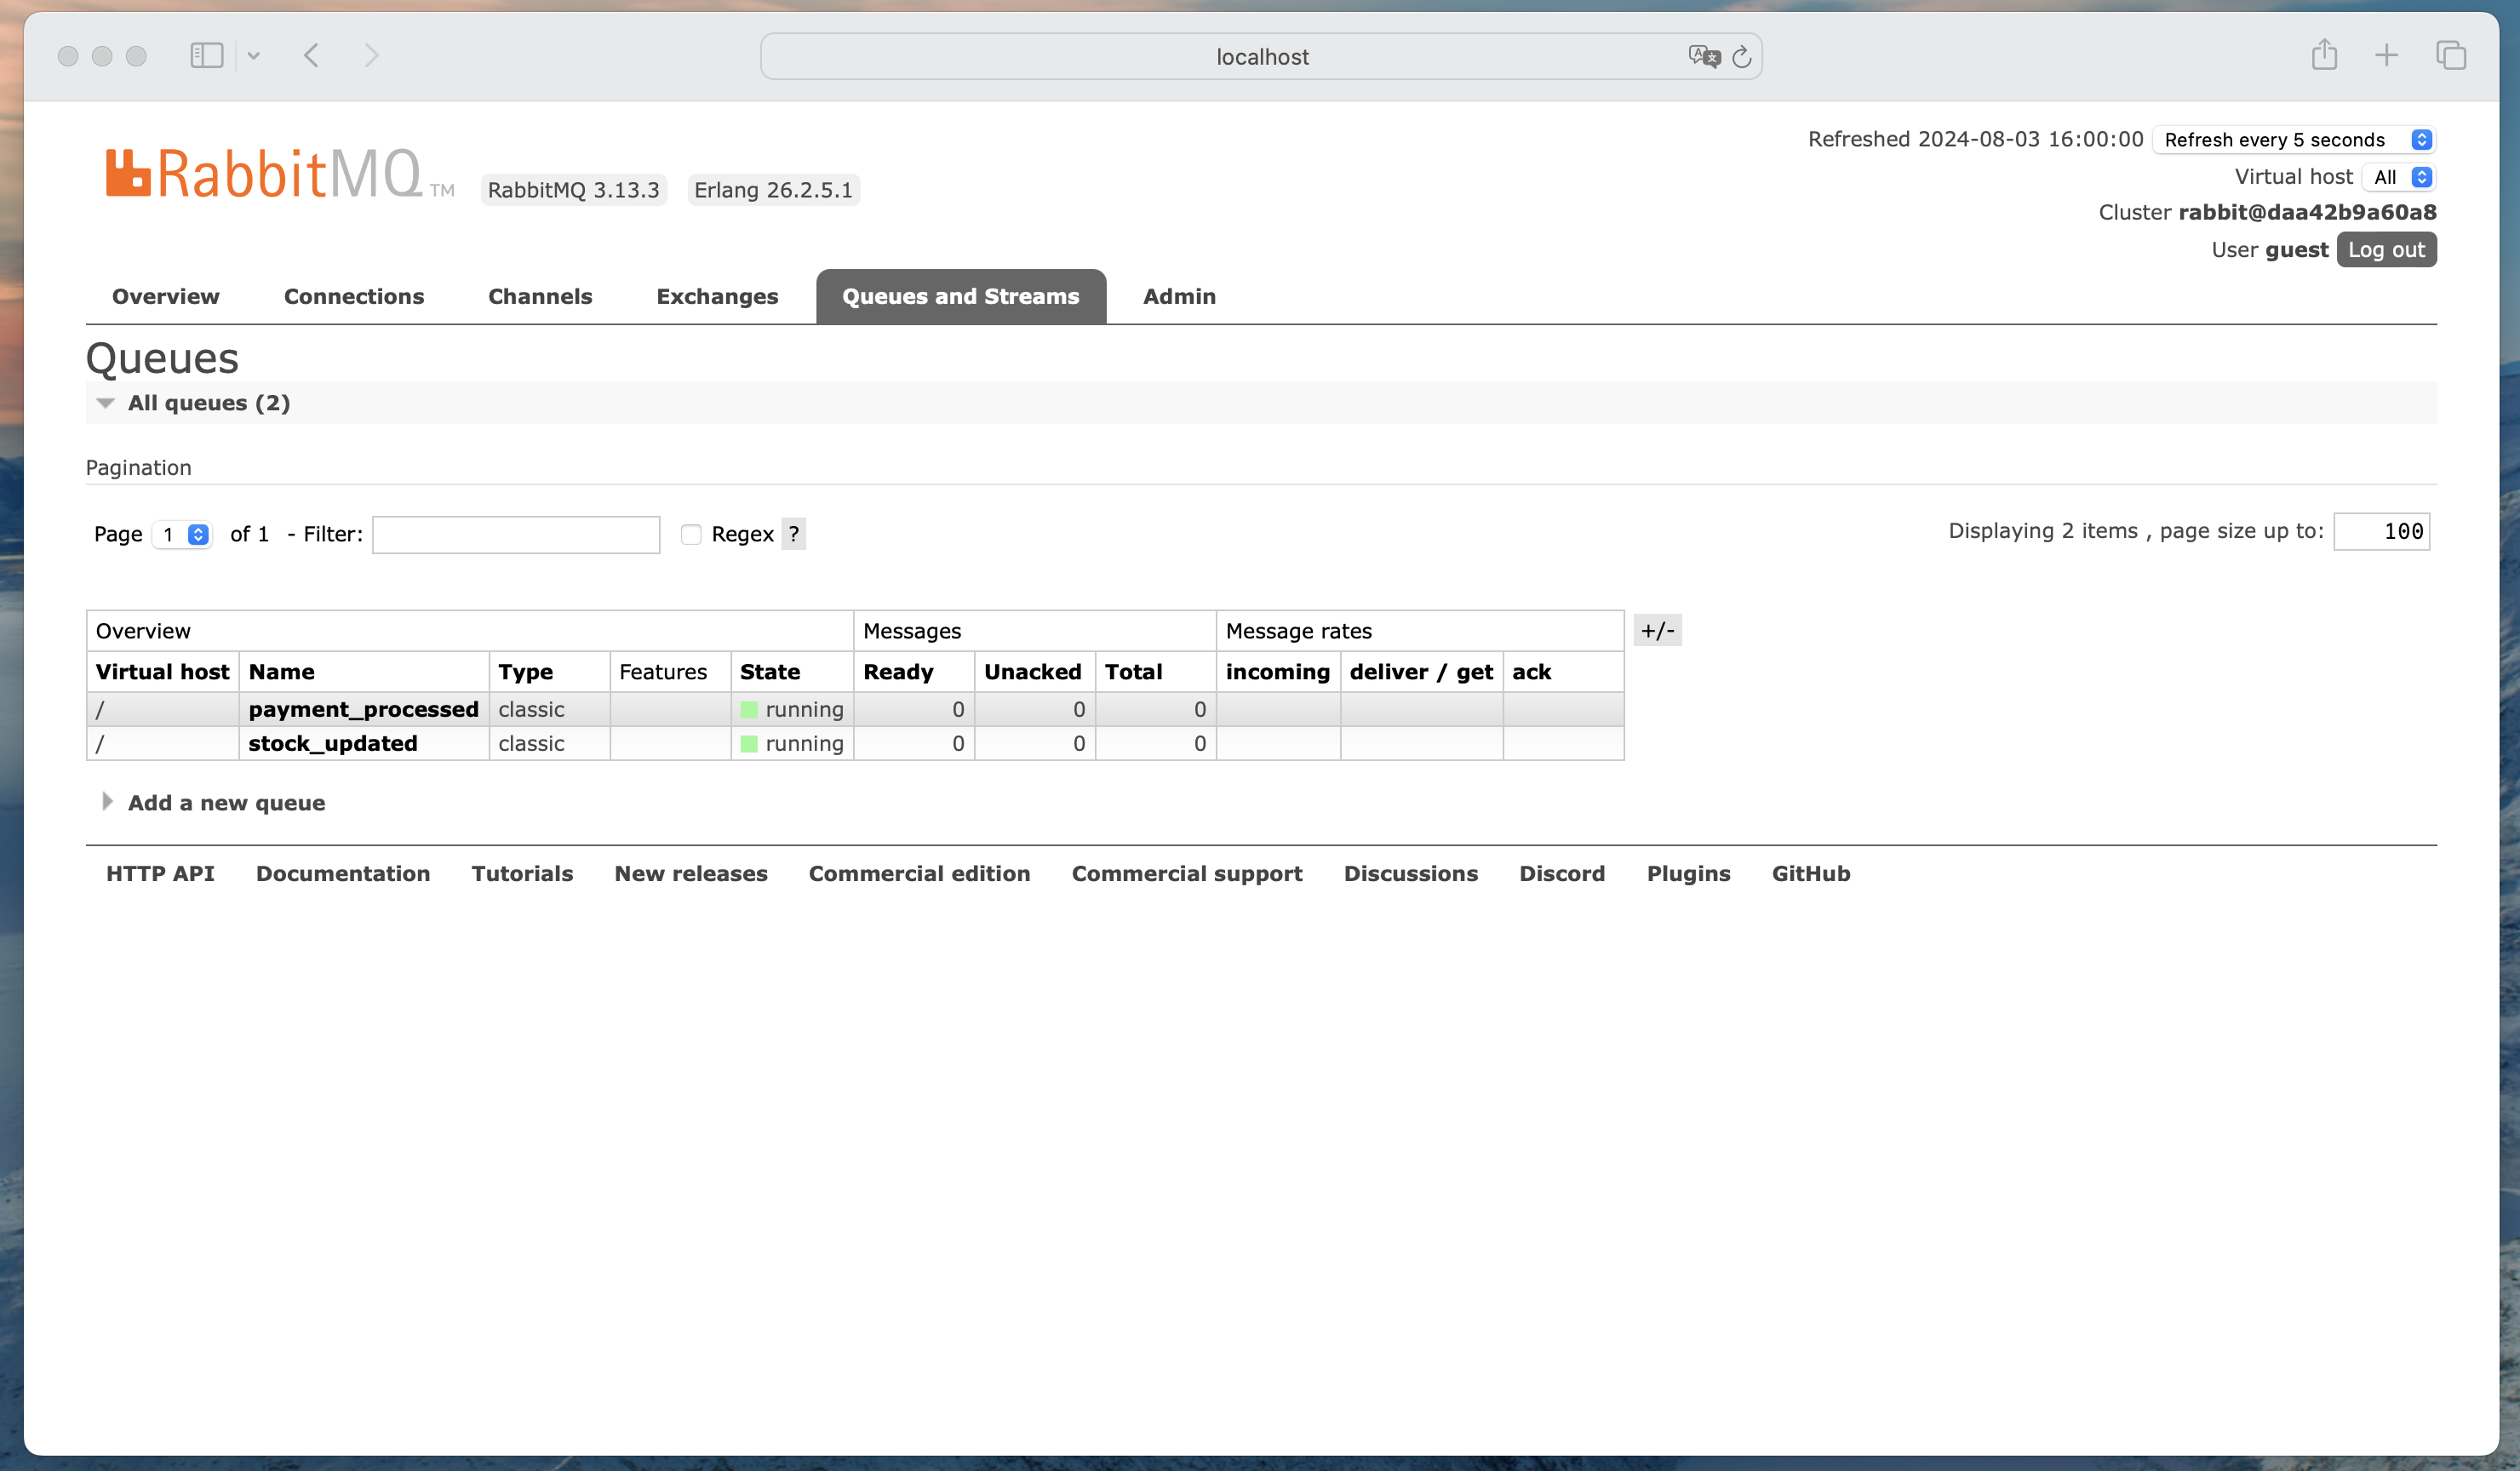 localhost
RabbitMQ TM RabbitMQ 3.13.3 Erlang 26.2.5.1
Refreshed 2024-08-03 16:00:00 Refresh every 5 seconds
Virtual host All
Cluster rabbit@daa42b9a60a8
User guest Log out
Overview Connections Channels Exchanges Queues and Streams Admin
Queues
All queues (2)
Pagination
Page 1 of 1 - Filter: Regex ? Displaying 2 items , page size up to: 100
Overview Messages Message rates +/-
Virtual host Name Type Features State Ready Unacked Total incoming deliver / get ack
/ payment_processed classic running 0 0 0
/ stock_updated classic running 0 0 0
Add a new queue
HTTP API Documentation Tutorials New releases Commercial edition Commercial support Discussions Discord Plugins GitHub